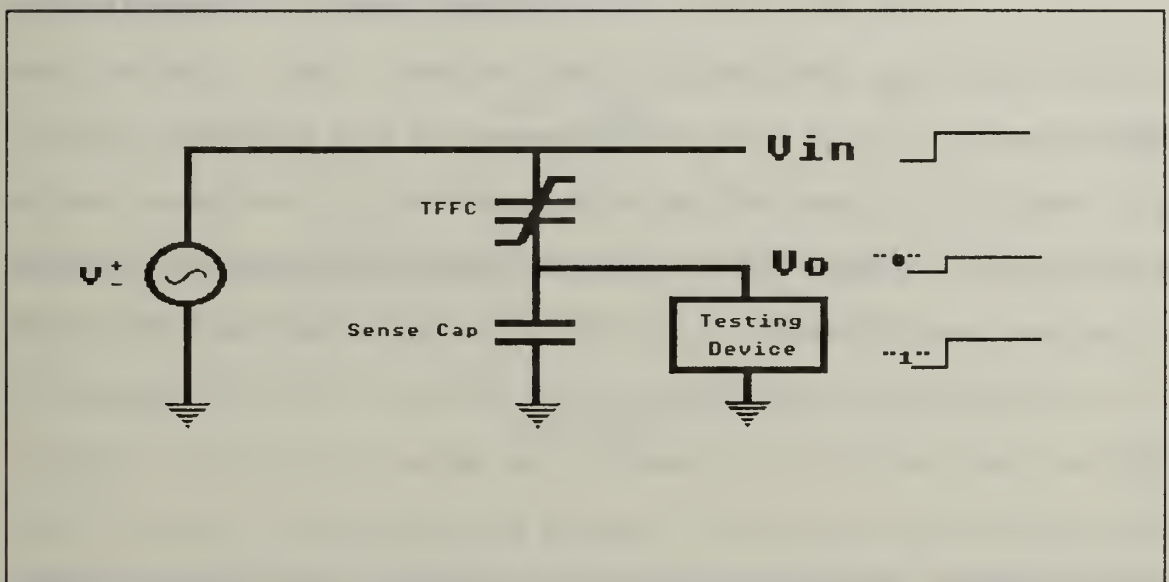 Vin
TFFC
V + -
Vo
"0"
Sense Cap
Testing
Device
"1"